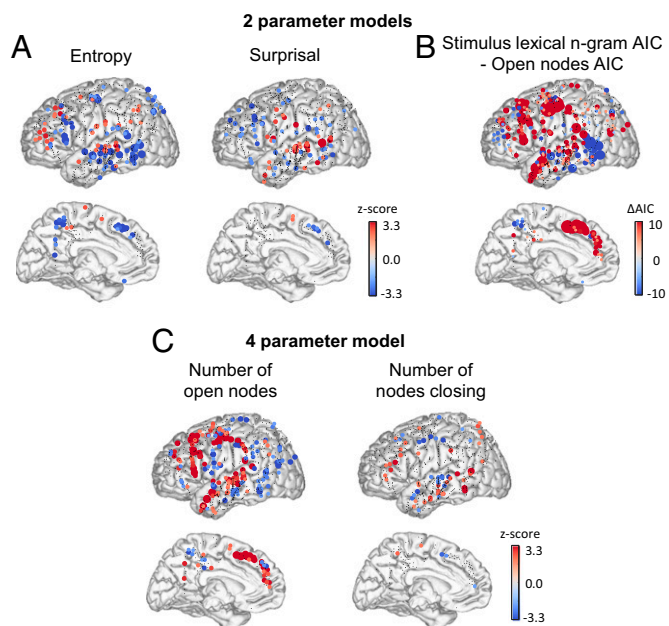 2 parameter models
A
Entropy
Surprisal
z-score
3.3
0.0
-3.3
B
Stimulus lexical n-gram AIC
- Open nodes AIC
ΔAIC
10
0
-10
C
4 parameter model
Number of
open nodes
Number of
nodes closing
z-score
3.3
0.0
-3.3